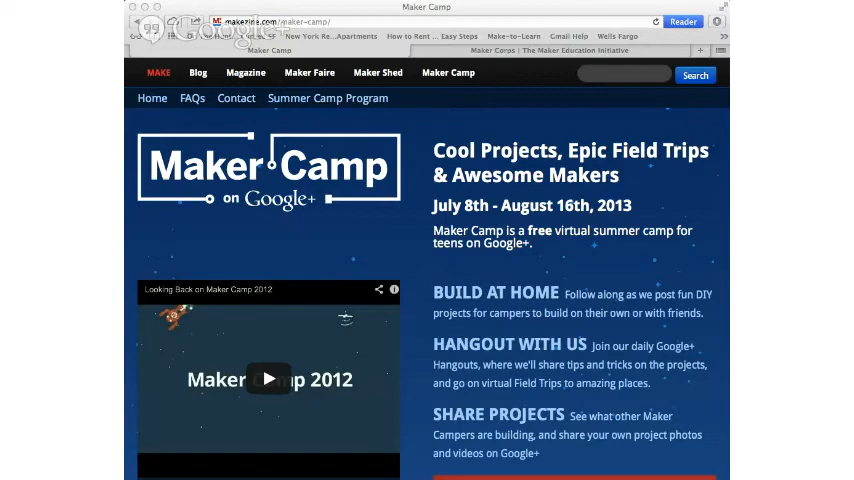 Maker Camp
makezine.com/maker-camp/
Reader
Google+
New York Re...Apartments
How to Rent ... Easy Steps
Make-to-Learn
Gmail Help
Wells Fargo
Maker Camp
Maker Corps | The Maker Education Initiative
MAKE
Blog
Magazine
Maker Faire
Maker Shed
Maker Camp
Search
Home
FAQs
Contact
Summer Camp Program
Maker Camp
on Google+
Cool Projects, Epic Field Trips
& Awesome Makers
July 8th - August 16th, 2013
Maker Camp is a free virtual summer camp for
teens on Google+.
Looking Back on Maker Camp 2012
Maker Camp 2012
BUILD AT HOME Follow along as we post fun DIY
projects for campers to build on their own or with friends.
HANGOUT WITH US Join our daily Google+
Hangouts, where we'll share tips and tricks on the projects,
and go on virtual Field Trips to amazing places.
SHARE PROJECTS See what other Maker
Campers are building, and share your own project photos
and videos on Google+